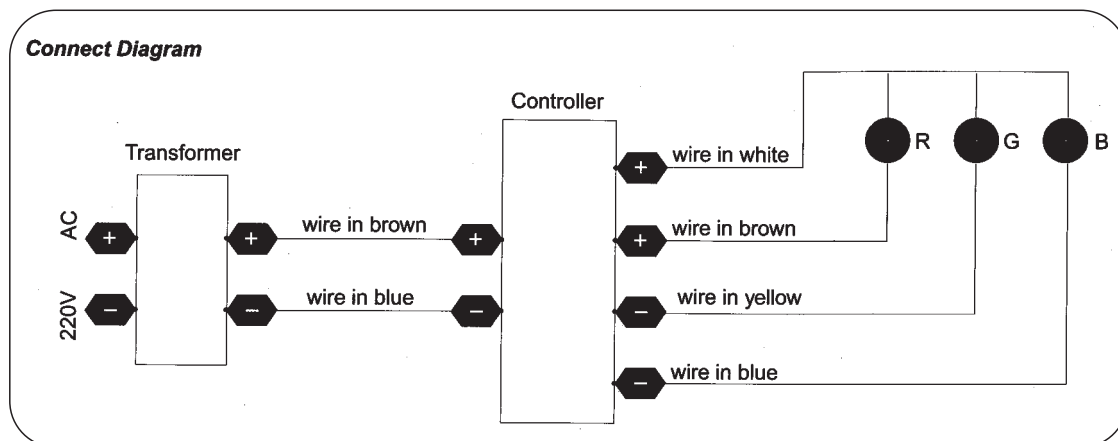 Connect Diagram
Controller
Transformer
AC
220V
+
−
+
−
wire in brown
wire in blue
+
−
+
wire in white
+
wire in brown
−
wire in yellow
−
wire in blue
R
G
B